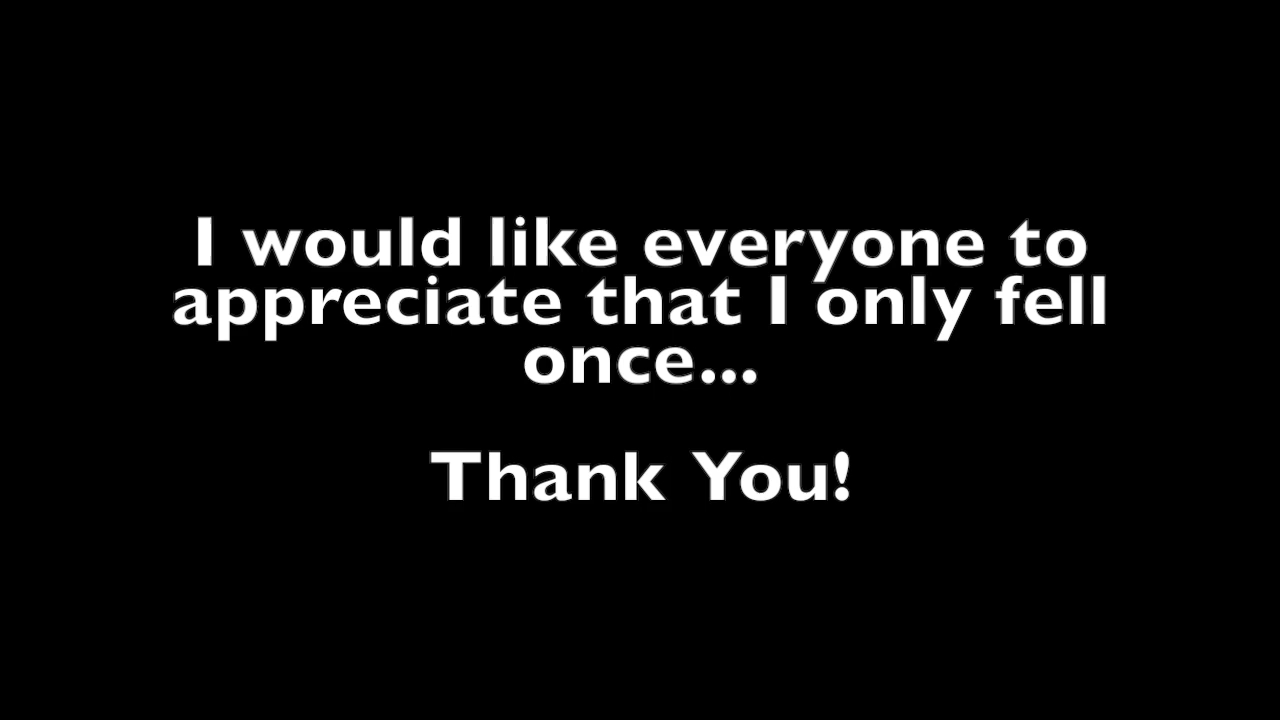 I would like everyone to
appreciate that I only fell
once...
Thank You!